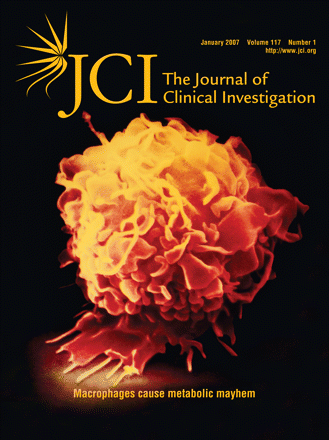 January 2007 Volume 117 Number 1
http://www.jci.org
JCI
The Journal of
Clinical Investigation
Macrophages cause metabolic mayhem